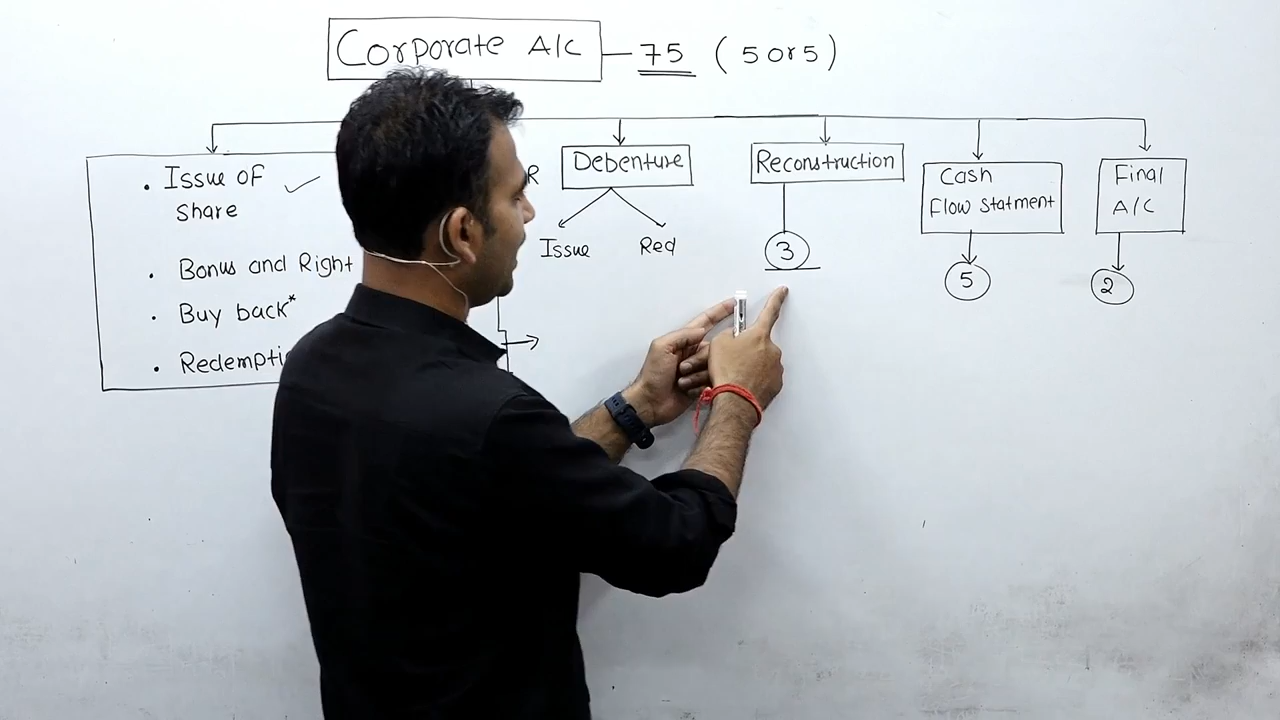 Corporate A/C — 75 (5 or 5)
• Issue of ✓
Share
• Bonus and Right
• Buy back*
•
Debenture
Issue Red
Reconstruction
3
Cash
Flow Statment
5
Final
A/C
2